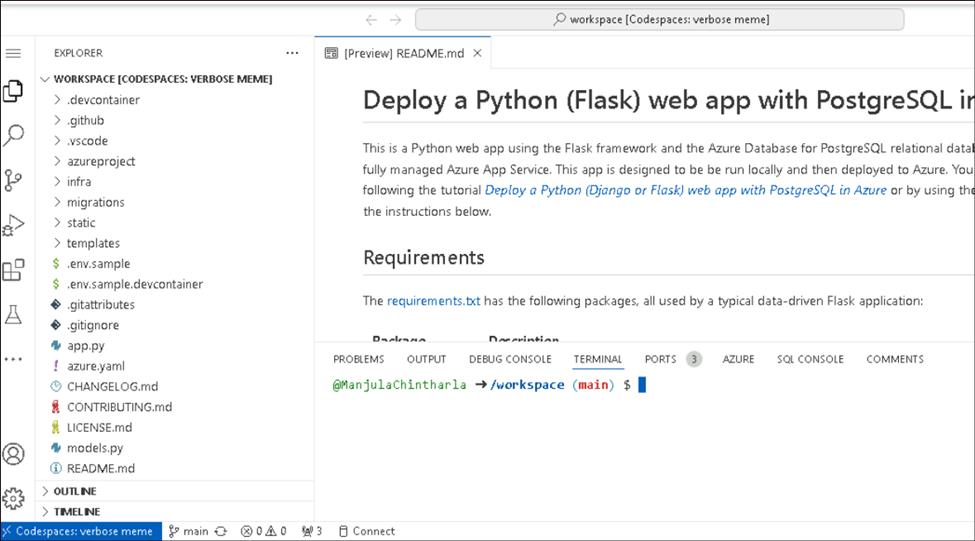 workspace [Codespaces: verbose meme]
EXPLORER
WORKSPACE [CODESPACES: VERBOSE MEME]
.devcontainer
.github
.vscode
azureproject
infra
migrations
static
templates
.env.sample
.env.sample.devcontainer
.gitattributes
.gitignore
app.py
azure.yaml
CHANGELOG.md
CONTRIBUTING.md
LICENSE.md
models.py
README.md
OUTLINE
TIMELINE
[Preview] README.md
Deploy a Python (Flask) web app with PostgreSQL in
This is a Python web app using the Flask framework and the Azure Database for PostgreSQL relational datab
fully managed Azure App Service. This app is designed to be be run locally and then deployed to Azure. You
following the tutorial Deploy a Python (Django or Flask) web app with PostgreSQL in Azure or by using the
the instructions below.
Requirements
The requirements.txt has the following packages, all used by a typical data-driven Flask application:
Package Description
PROBLEMS OUTPUT DEBUG CONSOLE TERMINAL PORTS 3 AZURE SQL CONSOLE COMMENTS
@ManjulaChintharla ➜/workspace (main) $
Codespaces: verbose meme main 0 0 3 Connect